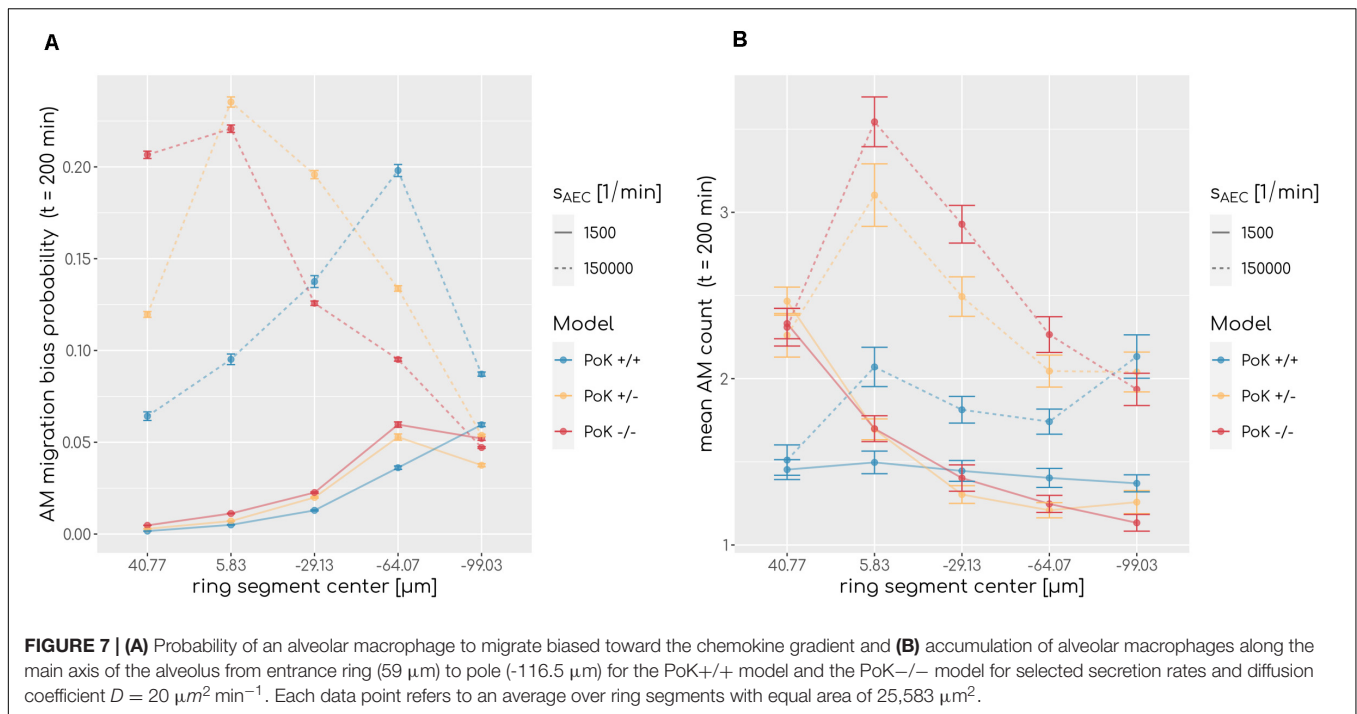 A
AM migration bias probability (t = 200 min)
0.20
0.15
0.10
0.05
0.00
40.77 5.83 -29.13 -64.07 -99.03
ring segment center [µm]
sAEC [1/min]
1500
150000
Model
PoK +/+
PoK +/-
PoK -/-
B
mean AM count (t = 200 min)
3
2
1
40.77 5.83 -29.13 -64.07 -99.03
ring segment center [µm]
sAEC [1/min]
1500
150000
Model
PoK +/+
PoK +/-
PoK -/-
FIGURE 7 | (A) Probability of an alveolar macrophage to migrate biased toward the chemokine gradient and (B) accumulation of alveolar macrophages along the
main axis of the alveolus from entrance ring (59 µm) to pole (-116.5 µm) for the PoK+/+ model and the PoK−/− model for selected secretion rates and diffusion
coefficient D = 20 µm² min⁻¹. Each data point refers to an average over ring segments with equal area of 25,583 µm².